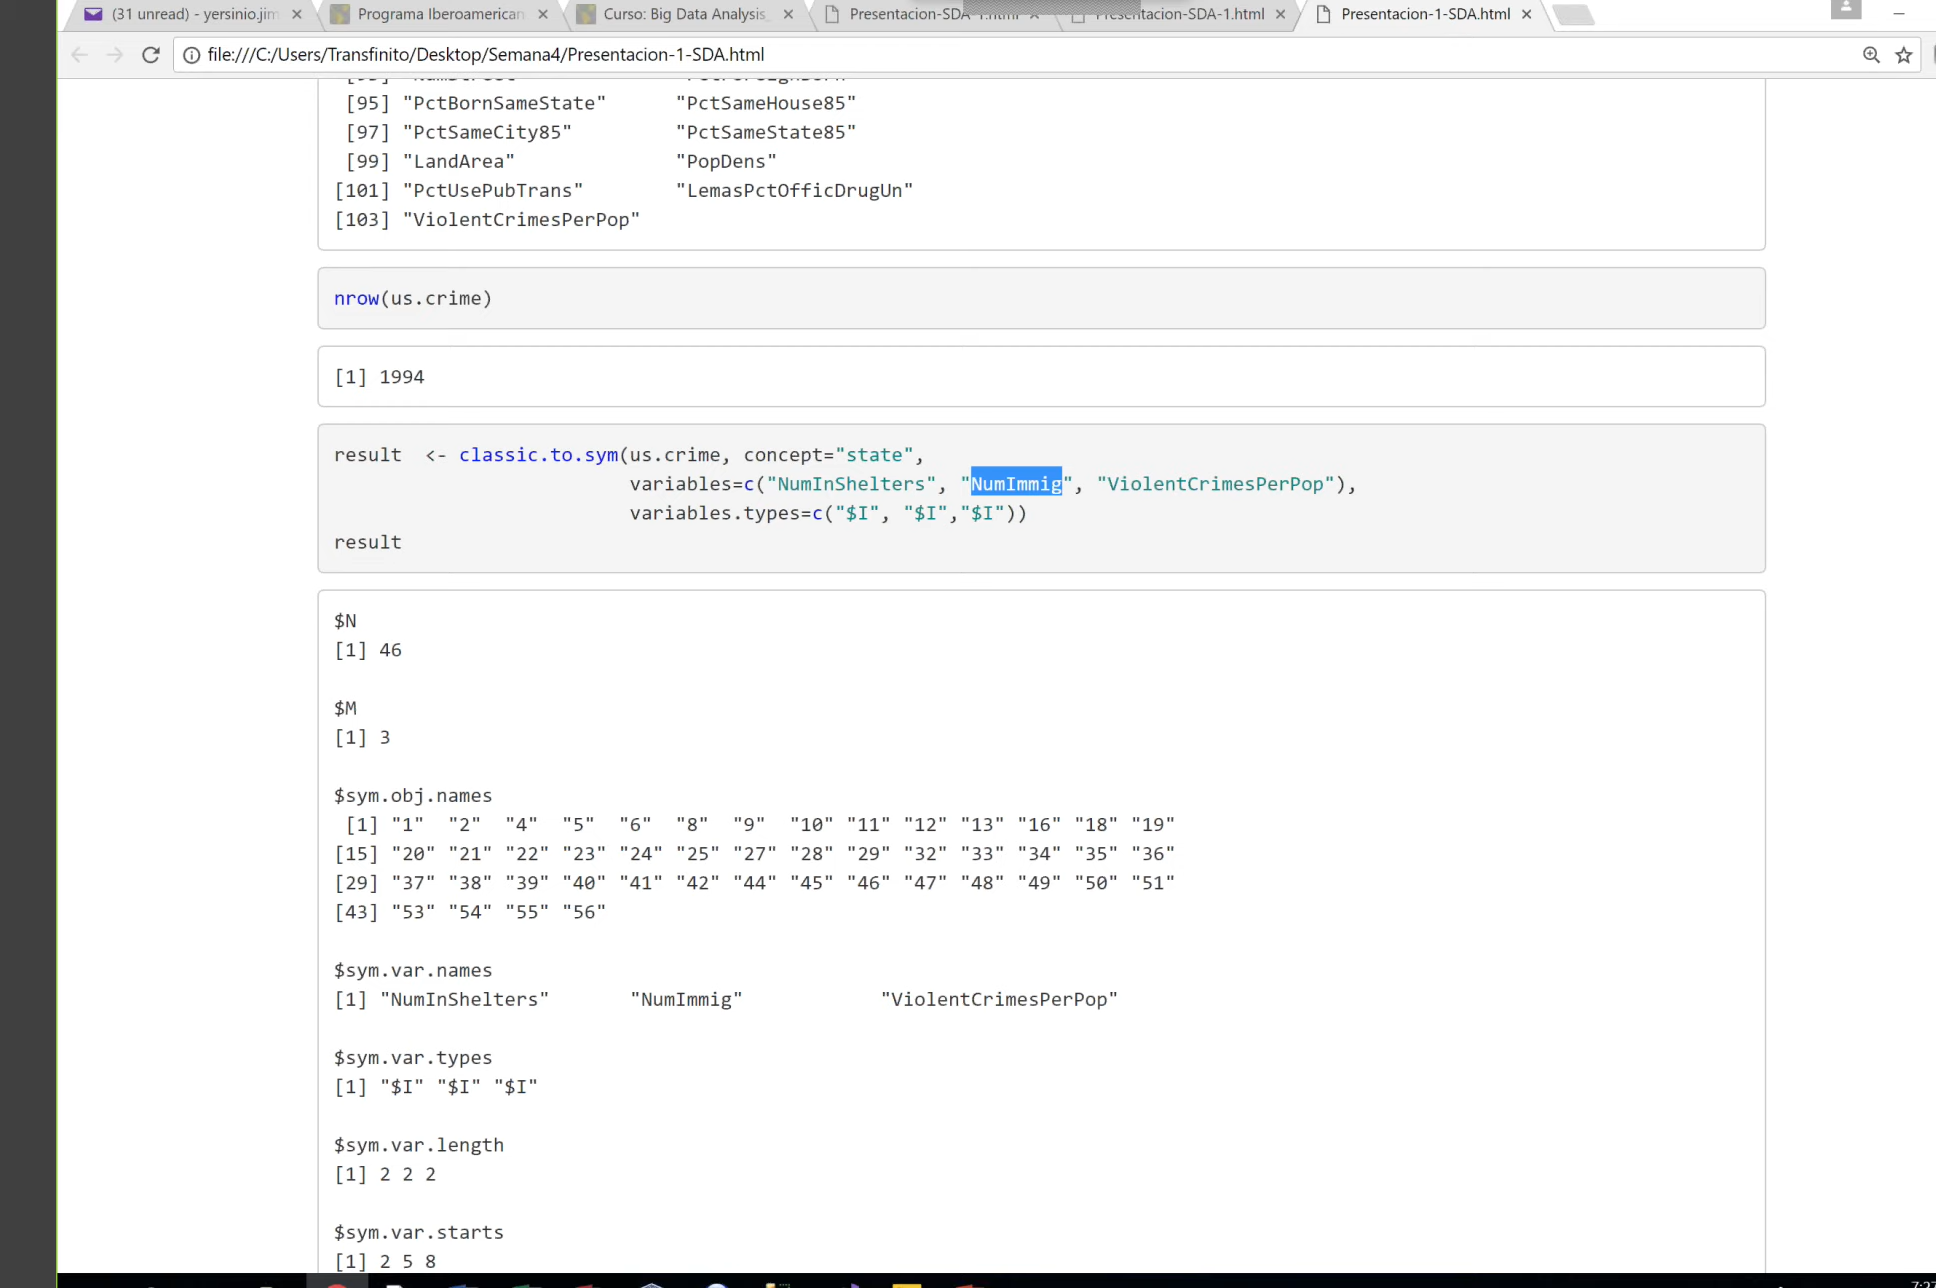 (31 unread) - yersinio.jim
Programa Iberoamerican
Curso: Big Data Analysis,
Presentacion-SDA-1.html
Presentacion-SDA-1.html
Presentacion-1-SDA.html
file:///C:/Users/Transfinito/Desktop/Semana4/Presentacion-1-SDA.html
[95] "PctBornSameState" "PctSameHouse85"
[97] "PctSameCity85" "PctSameState85"
[99] "LandArea" "PopDens"
[101] "PctUsePubTrans" "LemasPctOfficDrugUn"
[103] "ViolentCrimesPerPop"
nrow(us.crime)
[1] 1994
result <- classic.to.sym(us.crime, concept="state",
variables=c("NumInShelters", "NumImmig", "ViolentCrimesPerPop"),
variables.types=c("$I", "$I","$I"))
result
$N
[1] 46
$M
[1] 3
$sym.obj.names
[1] "1" "2" "4" "5" "6" "8" "9" "10" "11" "12" "13" "16" "18" "19"
[15] "20" "21" "22" "23" "24" "25" "27" "28" "29" "32" "33" "34" "35" "36"
[29] "37" "38" "39" "40" "41" "42" "44" "45" "46" "47" "48" "49" "50" "51"
[43] "53" "54" "55" "56"
$sym.var.names
[1] "NumInShelters" "NumImmig" "ViolentCrimesPerPop"
$sym.var.types
[1] "$I" "$I" "$I"
$sym.var.length
[1] 2 2 2
$sym.var.starts
[1] 2 5 8